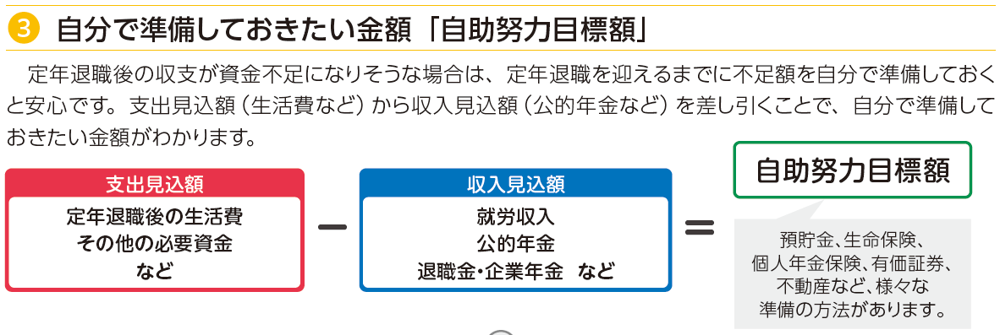 3 自分で準備しておきたい金額「自助努力目標額」
定年退職後の収支が資金不足になりそうな場合は、定年退職を迎えるまでに不足額を自分で準備しておく
と安心です。支出見込額(生活費など)から収入見込額(公的年金など)を差し引くことで、自分で準備して
おきたい金額がわかります。
支出見込額
定年退職後の生活費
その他の必要資金
など
−
収入見込額
就労収入
公的年金
退職金・企業年金 など
=
自助努力目標額
預貯金、生命保険、
個人年金保険、有価証券、
不動産など、様々な
準備の方法があります。